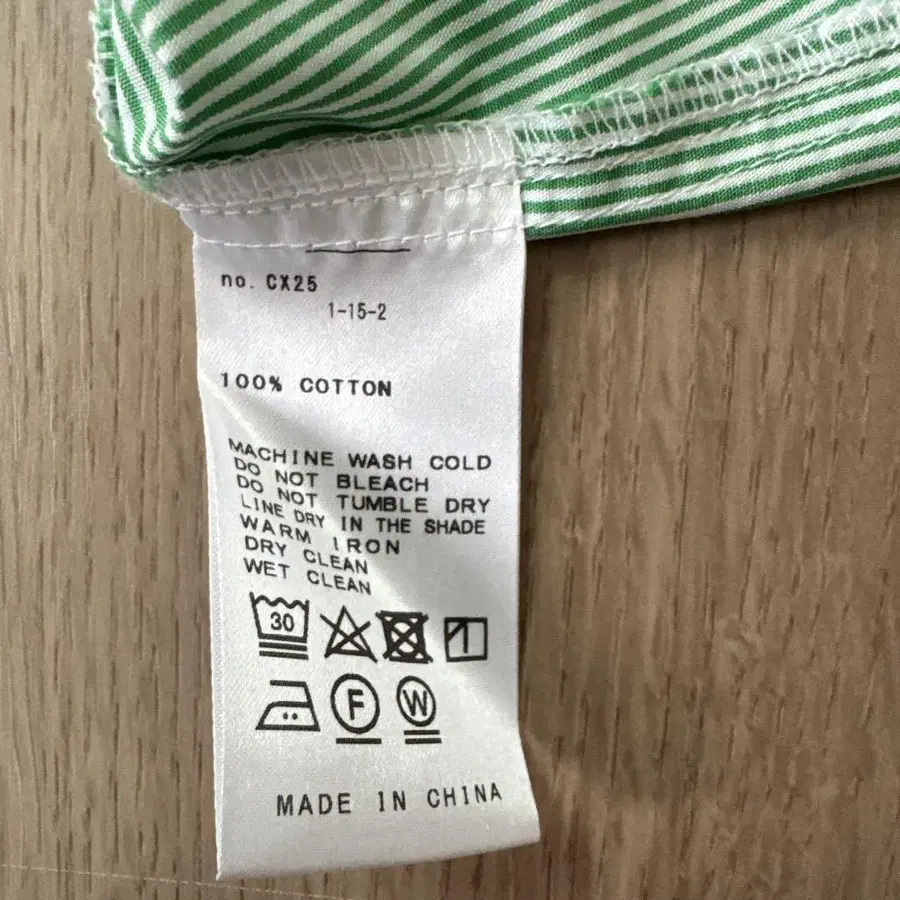 no. CX25
1-15-2
100% COTTON
MACHINE WASH COLD
DO NOT BLEACH
DO NOT TUMBLE DRY
LINE DRY IN THE SHADE
WARM IRON
DRY CLEAN
WET CLEAN
30
F W
MADE IN CHINA